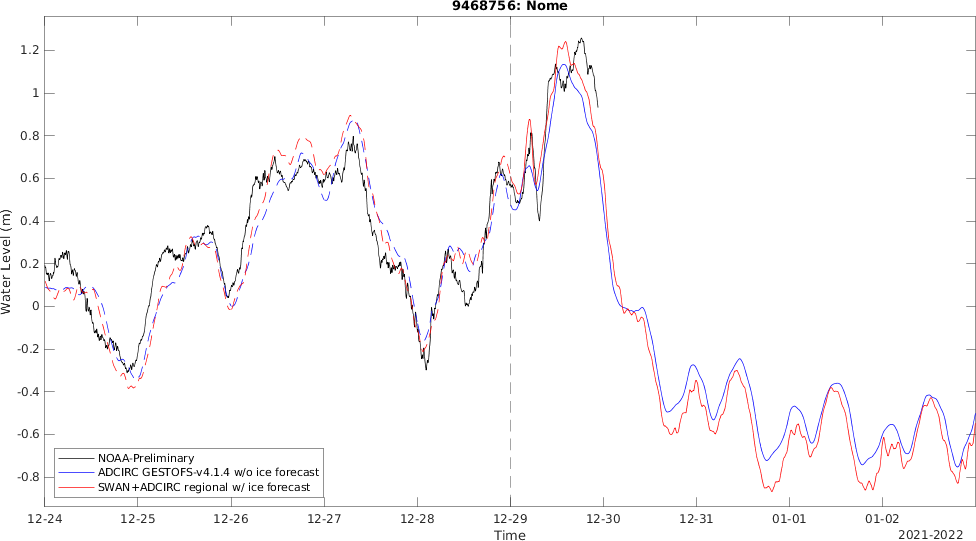 9468756: Nome
1.2
1
0.8
0.6
0.4
0.2
0
-0.2
-0.4
-0.6
-0.8
Water Level (m)
NOAA-Preliminary
ADCIRC GESTOFS-v4.1.4 w/o ice forecast
SWAN+ADCIRC regional w/ ice forecast
12-24 12-25 12-26 12-27 12-28 12-29 12-30 12-31 01-01 01-02
Time
2021-2022